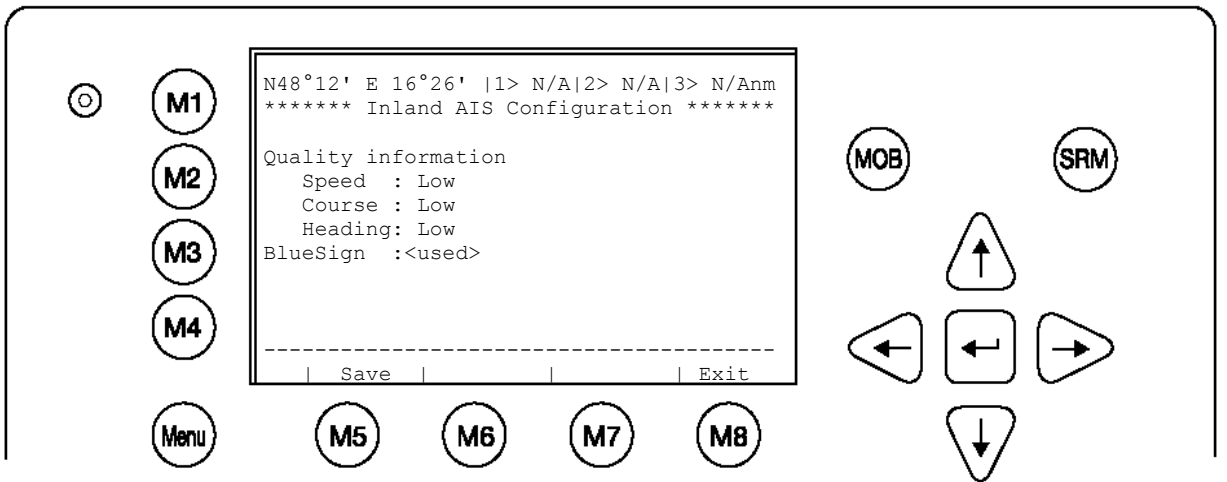 N48°12' E 16°26' |1> N/A|2> N/A|3> N/Anm
******* Inland AIS Configuration *******
Quality information
Speed : Low
Course : Low
Heading: Low
BlueSign :<used>
----------------------------------------
| Save | | | Exit
M1
M2
M3
M4
Menu
M5
M6
M7
M8
MOB
SRM